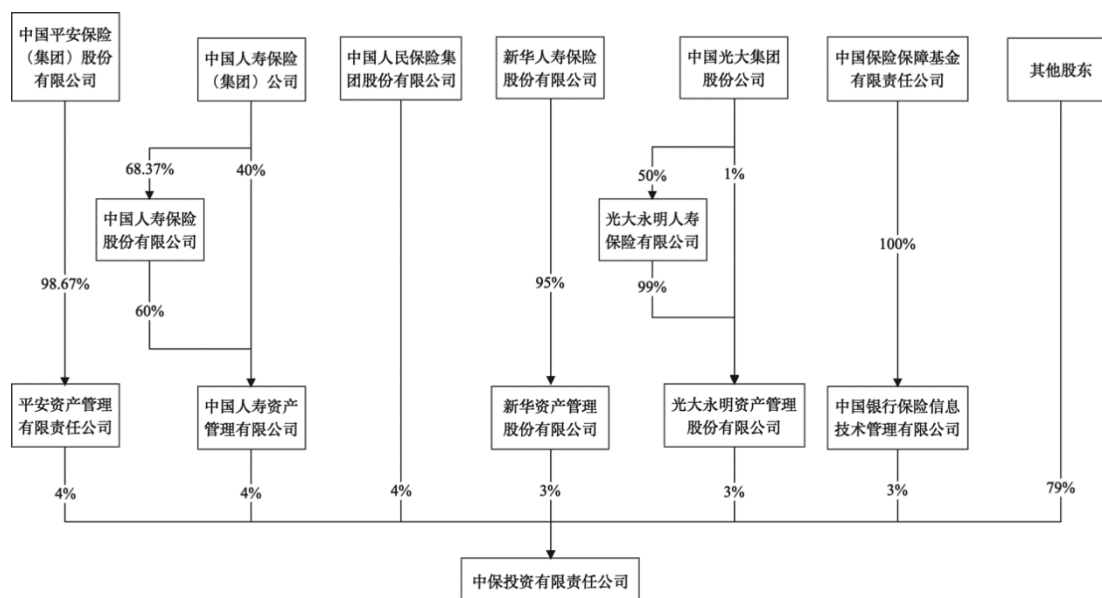 中国平安保险
（集团）股份
有限公司
中国人寿保险
（集团）公司
中国人民保险集
团股份有限公司
新华人寿保险
股份有限公司
中国光大集团
股份公司
中国保险保障基金
有限责任公司
其他股东
68.37%
40%
50%
1%
中国人寿保险
股份有限公司
光大永明人寿
保险有限公司
100%
98.67%
60%
95%
99%
平安资产管理
有限责任公司
中国人寿资产
管理有限公司
新华资产管理
股份有限公司
光大永明资产管理
股份有限公司
中国银行保险信息
技术管理有限公司
4%
4%
4%
3%
3%
3%
79%
中保投资有限责任公司